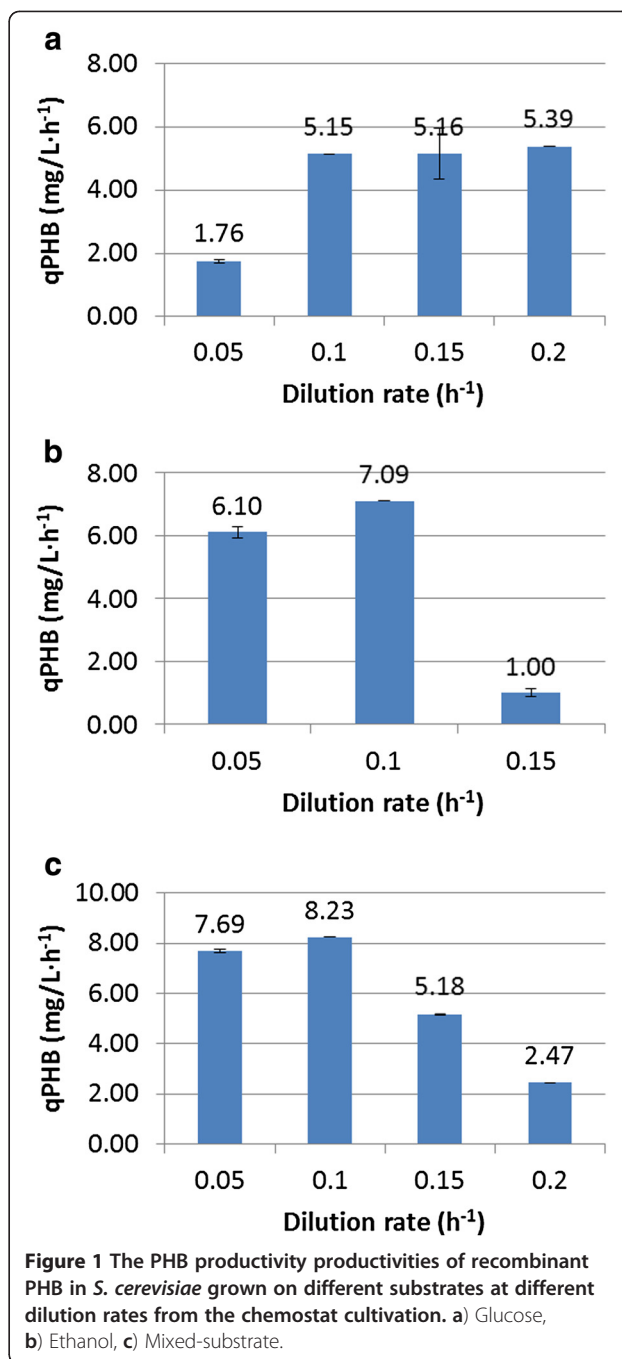 a
8.00
6.00
4.00
2.00
0.00
qPHB (mg/L·h⁻¹)
1.76
5.15
5.16
5.39
0.05 0.1 0.15 0.2
Dilution rate (h⁻¹)
b
8.00
6.00
4.00
2.00
0.00
qPHB (mg/L·h⁻¹)
6.10
7.09
1.00
0.05 0.1 0.15
Dilution rate (h⁻¹)
c
10.00
8.00
6.00
4.00
2.00
0.00
qPHB (mg/L·h⁻¹)
7.69
8.23
5.18
2.47
0.05 0.1 0.15 0.2
Dilution rate (h⁻¹)
Figure 1 The PHB productivity productivities of recombinant
PHB in S. cerevisiae grown on different substrates at different
dilution rates from the chemostat cultivation. a) Glucose,
b) Ethanol, c) Mixed-substrate.